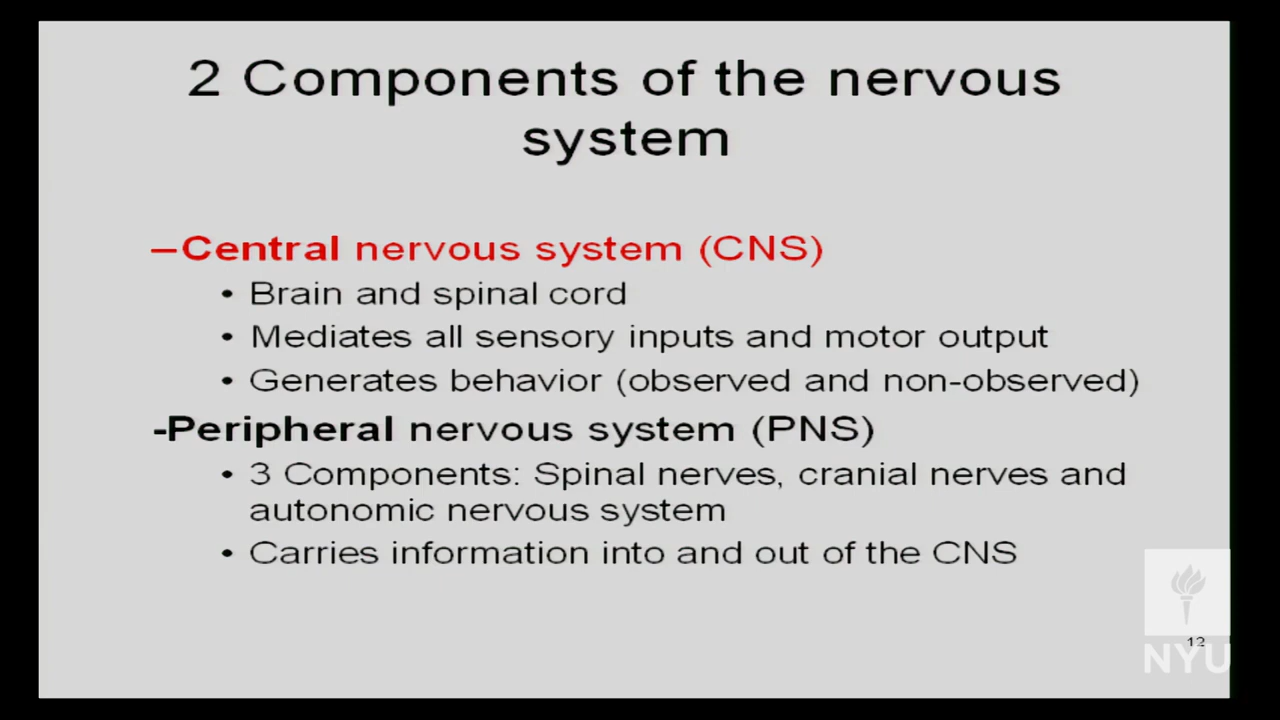 2 Components of the nervous
system
–Central nervous system (CNS)
• Brain and spinal cord
• Mediates all sensory inputs and motor output
• Generates behavior (observed and non-observed)
-Peripheral nervous system (PNS)
• 3 Components: Spinal nerves, cranial nerves and
autonomic nervous system
• Carries information into and out of the CNS
12
NYU